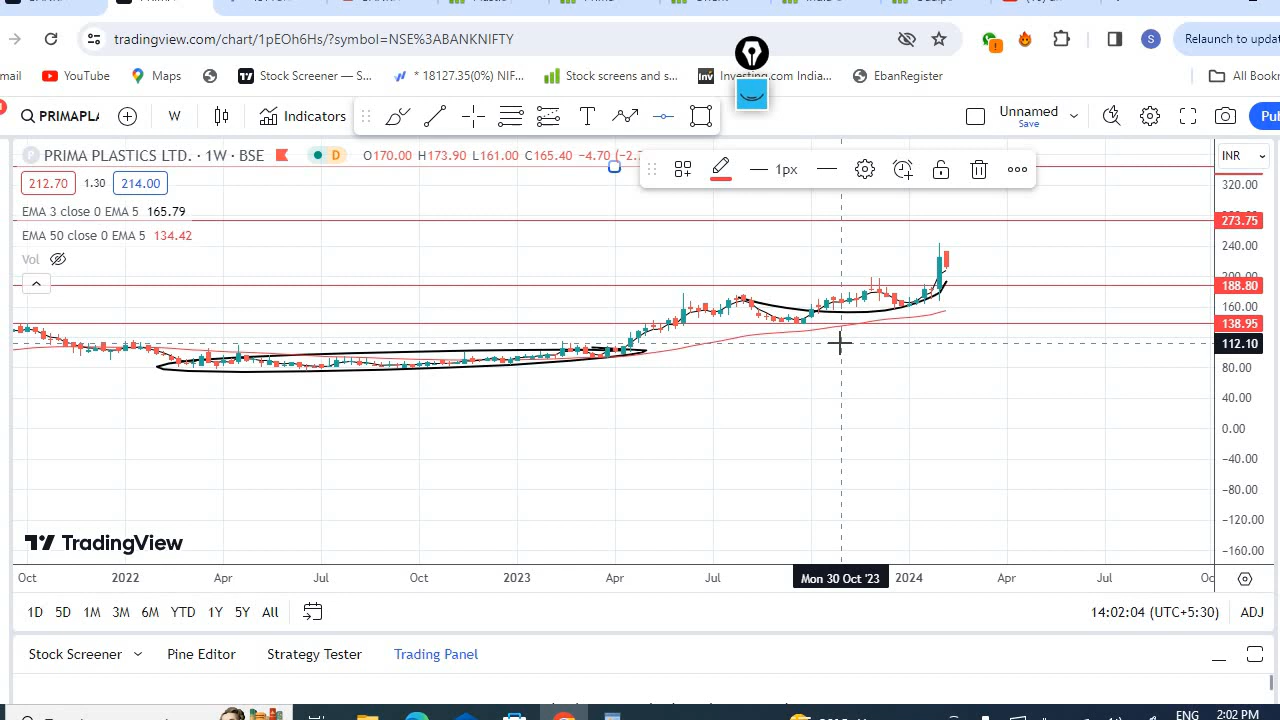 tradingview.com/chart/1pEOh6Hs/?symbol=NSE%3ABANKNIFTY
S
Relaunch to updat
mail
YouTube
Maps
Stock Screener — S...
* 18127.35(0%) NIF...
Stock screens and s...
Inv
Investing.com India...
EbanRegister
All Book
PRIMAPLA
W
Indicators
Unnamed
Save
Pu
P PRIMA PLASTICS LTD. · 1W · BSE
D
O170.00 H173.90 L161.00 C165.40 −4.70
1px
INR
212.70
1.30
214.00
EMA 3 close 0 EMA 5 165.79
EMA 50 close 0 EMA 5 134.42
Vol
320.00
273.75
240.00
200.00
188.80
160.00
138.95
112.10
80.00
40.00
0.00
−40.00
−80.00
−120.00
−160.00
TradingView
Oct
2022
Apr
Jul
Oct
2023
Apr
Jul
Mon 30 Oct '23
2024
Apr
Jul
1D 5D 1M 3M 6M YTD 1Y 5Y All
14:02:04 (UTC+5:30)
ADJ
Stock Screener
Pine Editor
Strategy Tester
Trading Panel
ENG
2:02 PM